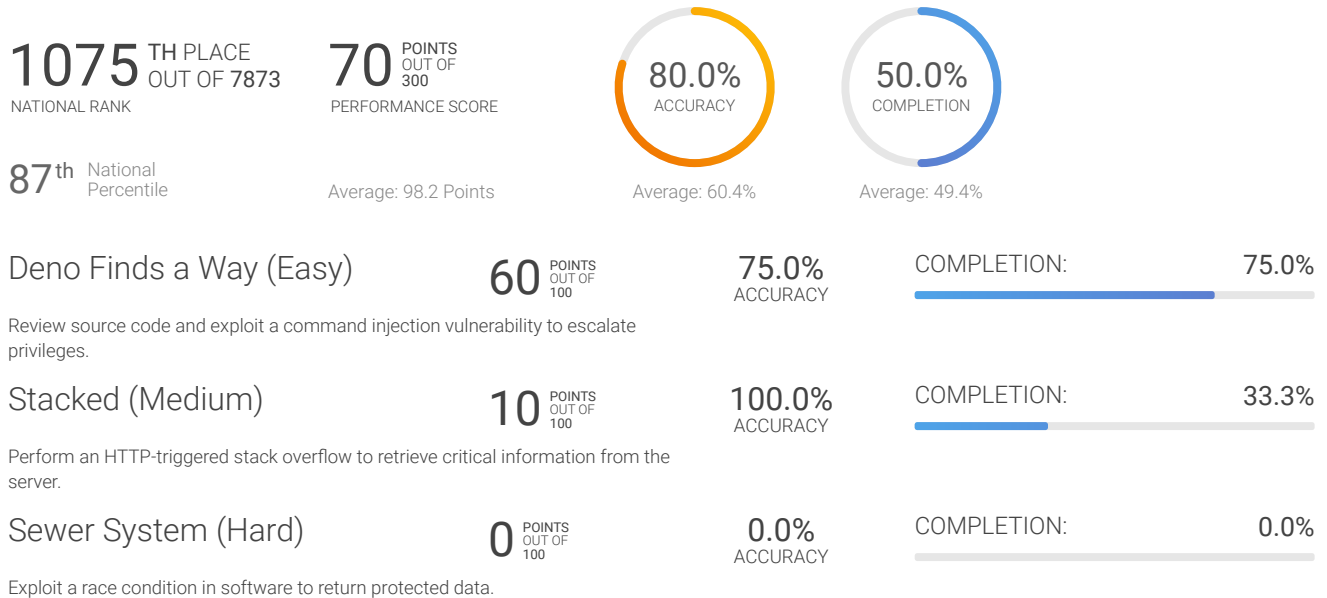 1075 TH PLACE
OUT OF 7873
NATIONAL RANK
70 POINTS
OUT OF
300
PERFORMANCE SCORE
80.0%
ACCURACY
50.0%
COMPLETION
87th National
Percentile
Average: 98.2 Points
Average: 60.4%
Average: 49.4%
Deno Finds a Way (Easy)
60 POINTS
OUT OF
100
75.0%
ACCURACY
COMPLETION: 75.0%
Review source code and exploit a command injection vulnerability to escalate
privileges.
Stacked (Medium)
10 POINTS
OUT OF
100
100.0%
ACCURACY
COMPLETION: 33.3%
Perform an HTTP-triggered stack overflow to retrieve critical information from the
server.
Sewer System (Hard)
0 POINTS
OUT OF
100
0.0%
ACCURACY
COMPLETION: 0.0%
Exploit a race condition in software to return protected data.